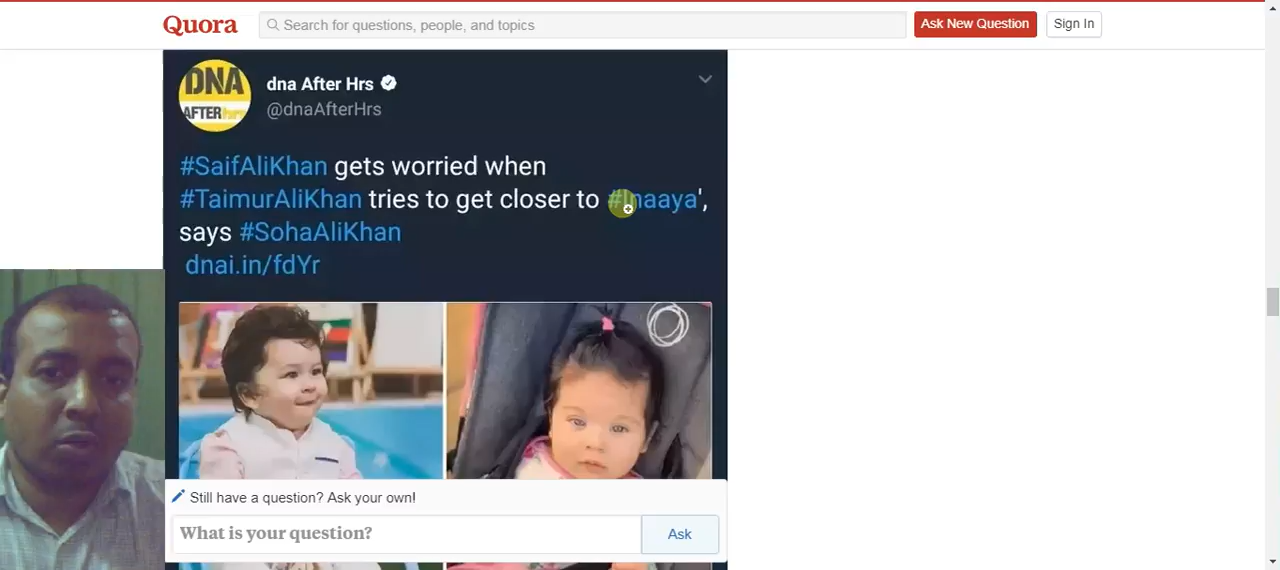 Quora
Search for questions, people, and topics
Ask New Question
Sign In
DNA
AFTER
dna After Hrs
@dnaAfterHrs
#SaifAliKhan gets worried when
#TaimurAliKhan tries to get closer to #Inaaya',
says #SohaAliKhan
dnai.in/fdYr
Still have a question? Ask your own!
What is your question?
Ask